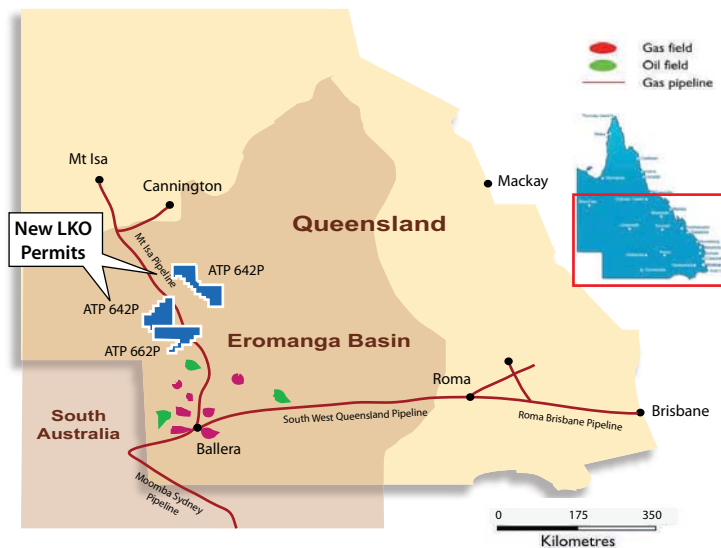 Gas field
Oil field
Gas pipeline
Mt Isa
Cannington
Mackay
New LKO
Permits
Queensland
Mt Isa Pipeline
ATP 642P
ATP 642P
ATP 662P
Eromanga Basin
Roma
South
Australia
South West Queensland Pipeline
Roma Brisbane Pipeline
Brisbane
Ballera
Moomba Sydney
Pipeline
0 175 350
Kilometres